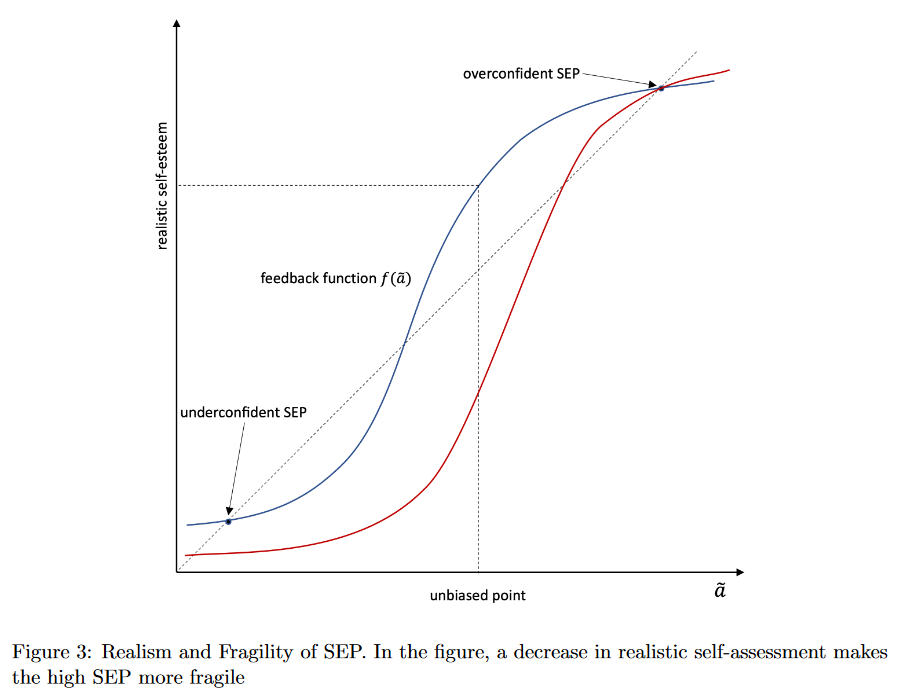 overconfident SEP
realistic self-esteem
feedback function f(ã)
underconfident SEP
unbiased point
ã
Figure 3: Realism and Fragility of SEP. In the figure, a decrease in realistic self-assessment makes
the high SEP more fragile